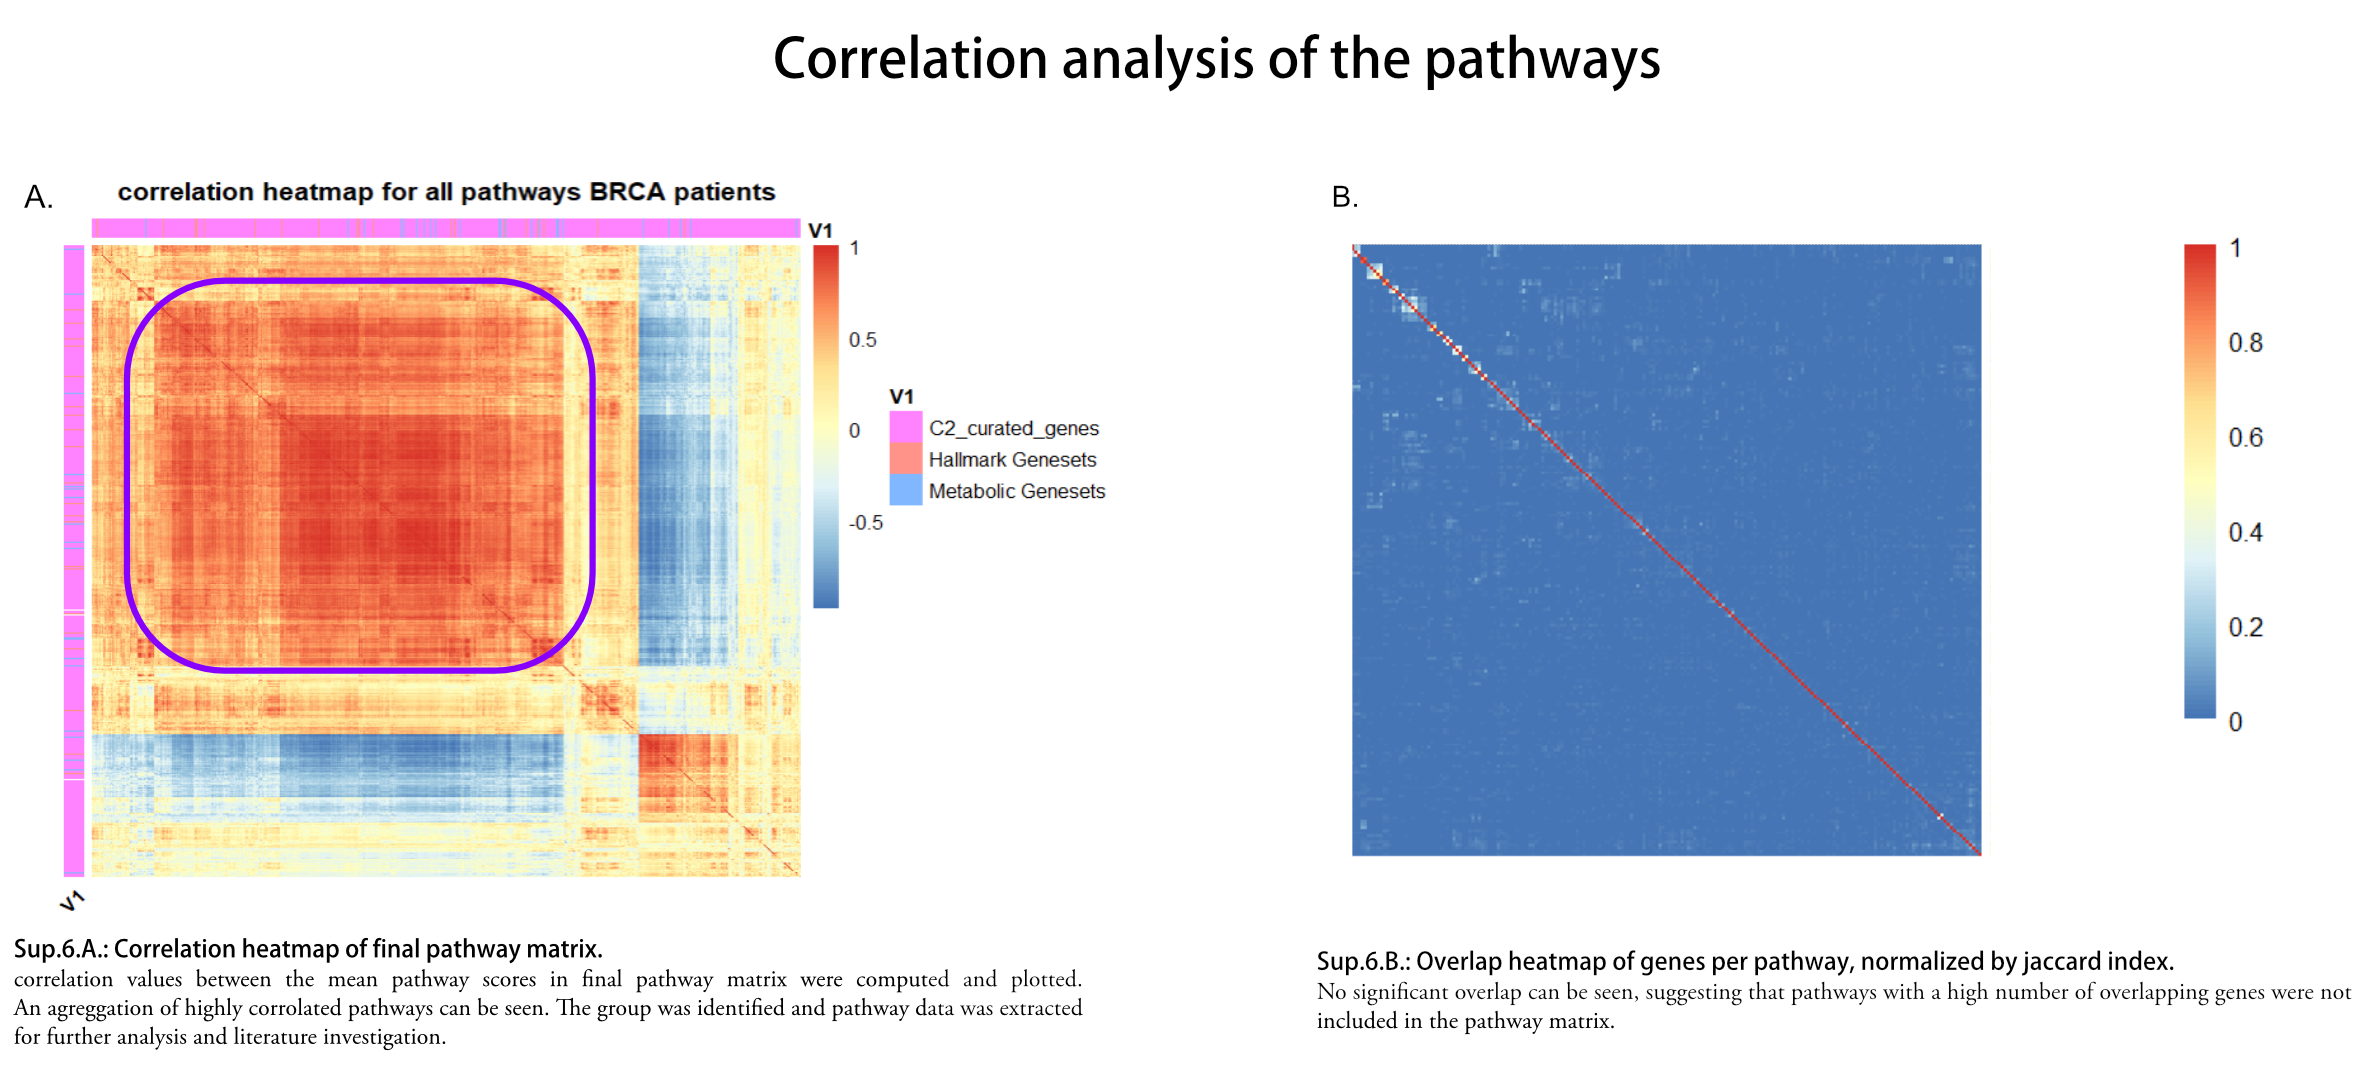 Correlation analysis of the pathways
A.
correlation heatmap for all pathways BRCA patients
V1
1
0.5
0
-0.5
V1
C2_curated_genes
Hallmark Genesets
Metabolic Genesets
V1
Sup.6.A.: Correlation heatmap of final pathway matrix.
correlation values between the mean pathway scores in final pathway matrix were computed and plotted.
An agreggation of highly corrolated pathways can be seen. The group was identified and pathway data was extracted
for further analysis and literature investigation.
B.
1
0.8
0.6
0.4
0.2
0
Sup.6.B.: Overlap heatmap of genes per pathway, normalized by jaccard index.
No significant overlap can be seen, suggesting that pathways with a high number of overlapping genes were not
included in the pathway matrix.